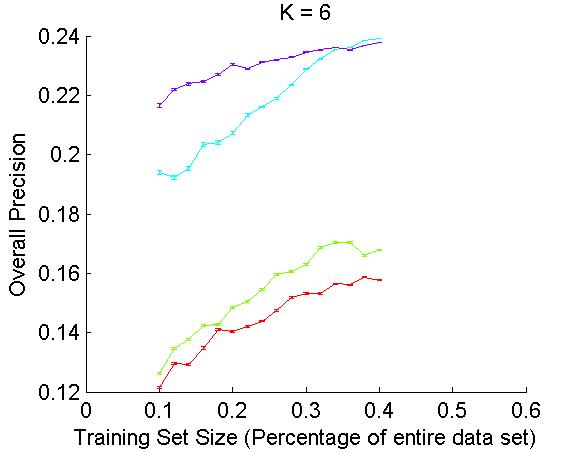 K = 6
0.24
0.22
0.2
0.18
0.16
0.14
0.12
Overall Precision
0 0.1 0.2 0.3 0.4 0.5 0.6
Training Set Size (Percentage of entire data set)